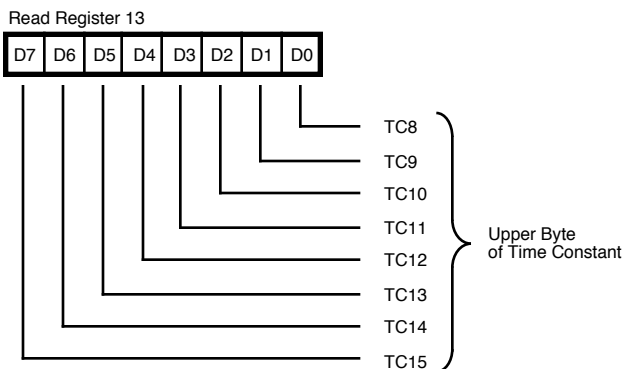 Read Register 13
D7 D6 D5 D4 D3 D2 D1 D0
TC8
TC9
TC10
TC11
Upper Byte
of Time Constant
TC12
TC13
TC14
TC15